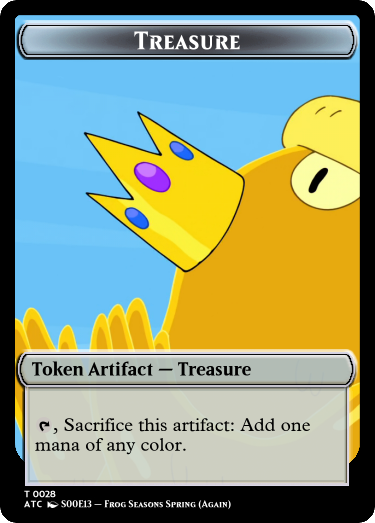 Treasure
Token Artifact — Treasure
, Sacrifice this artifact: Add one
mana of any color.
T 0028
ATC S00E13 — Frog Seasons Spring (Again)